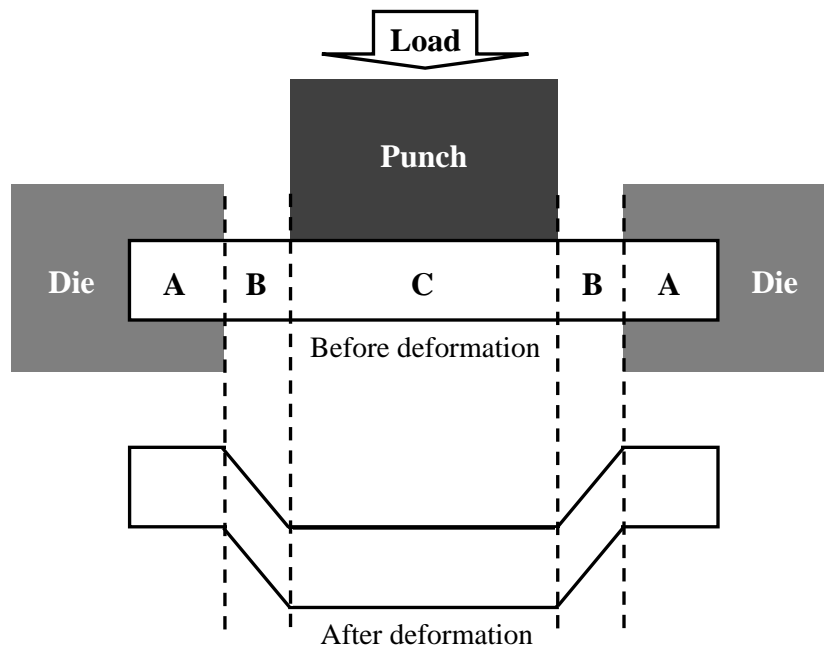 Load
Punch
Die A B C B A Die
Before deformation
After deformation